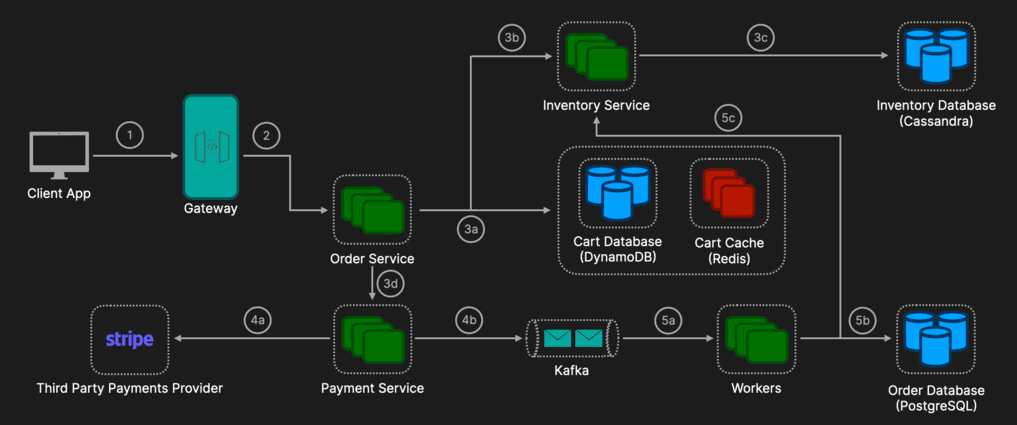 3b
3c
Inventory Service
Inventory Database
(Cassandra)
1
2
</>
5c
Client App
Gateway
3a
Cart Database
(DynamoDB)
Cart Cache
(Redis)
Order Service
3d
4a
4b
5a
5b
stripe
Third Party Payments Provider
Payment Service
Kafka
Workers
Order Database
(PostgreSQL)